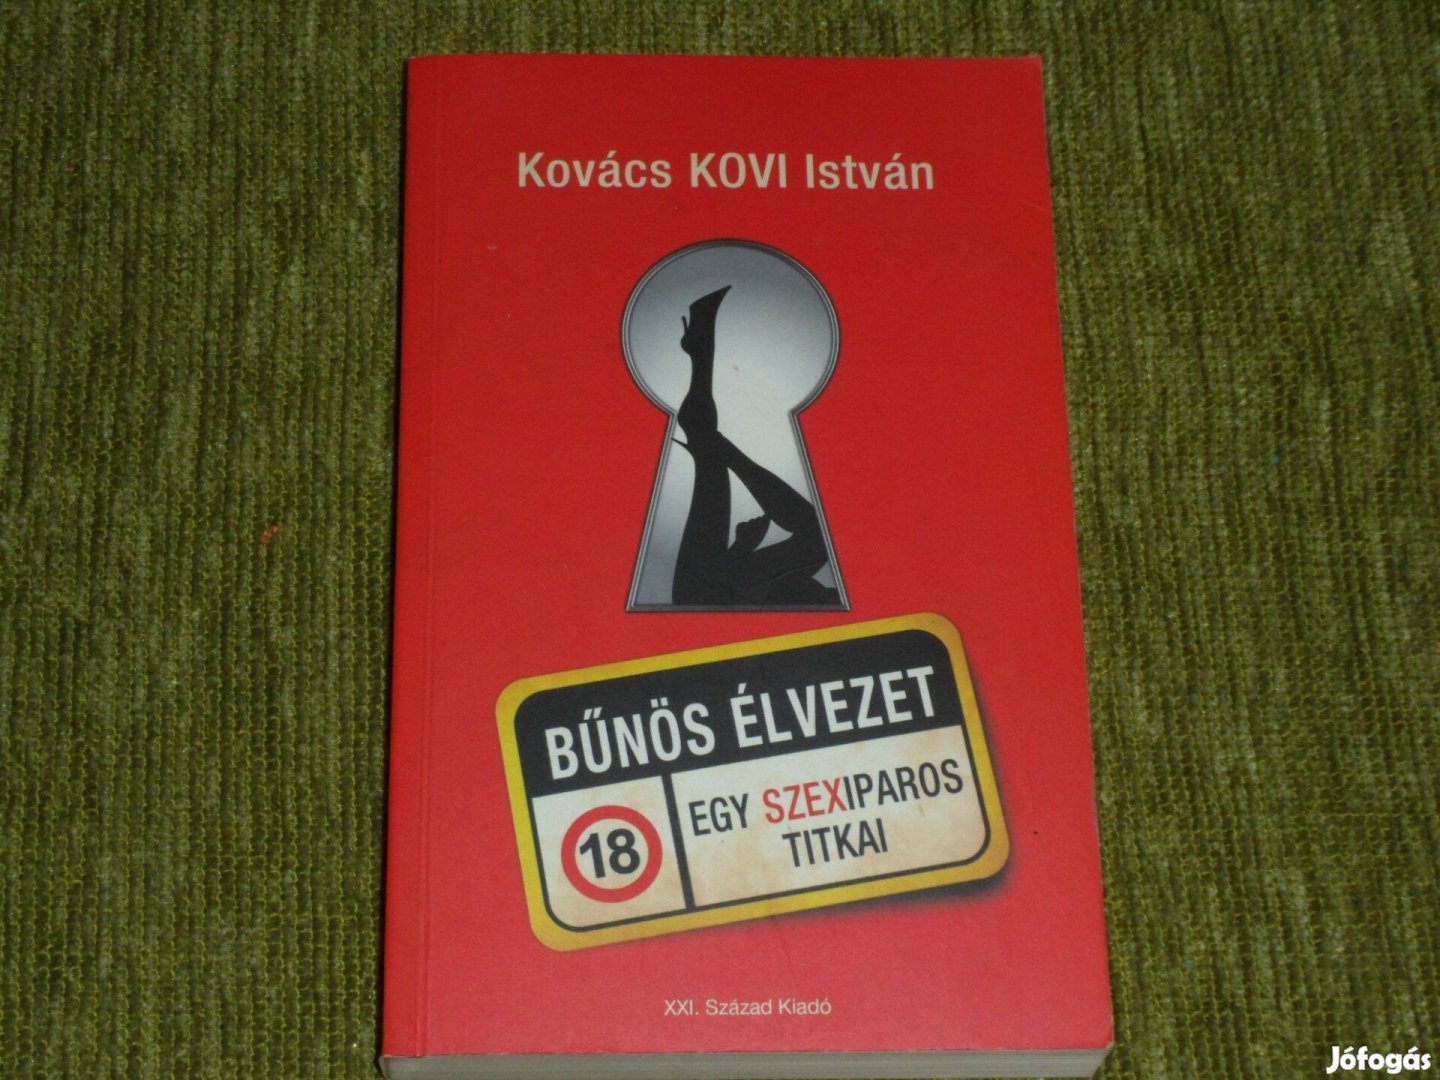 Kovács KOVI István
BŰNÖS ÉLVEZET
18
EGY SZEXIPAROS
TITKAI
XXI. Század Kiadó
Jófogás